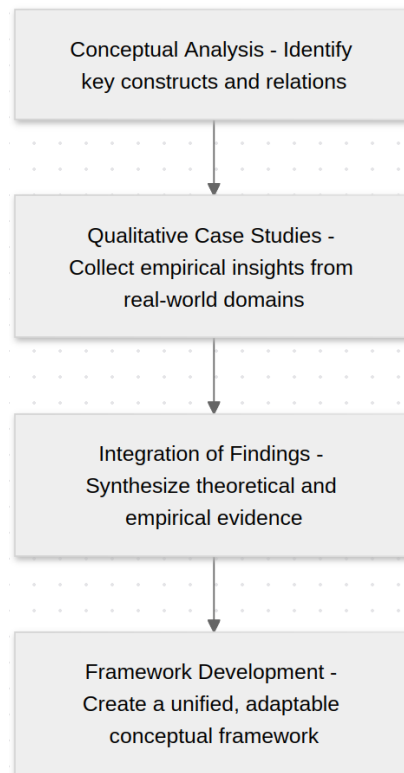 Conceptual Analysis - Identify
key constructs and relations
Qualitative Case Studies -
Collect empirical insights from
real-world domains
Integration of Findings -
Synthesize theoretical and
empirical evidence
Framework Development -
Create a unified, adaptable
conceptual framework